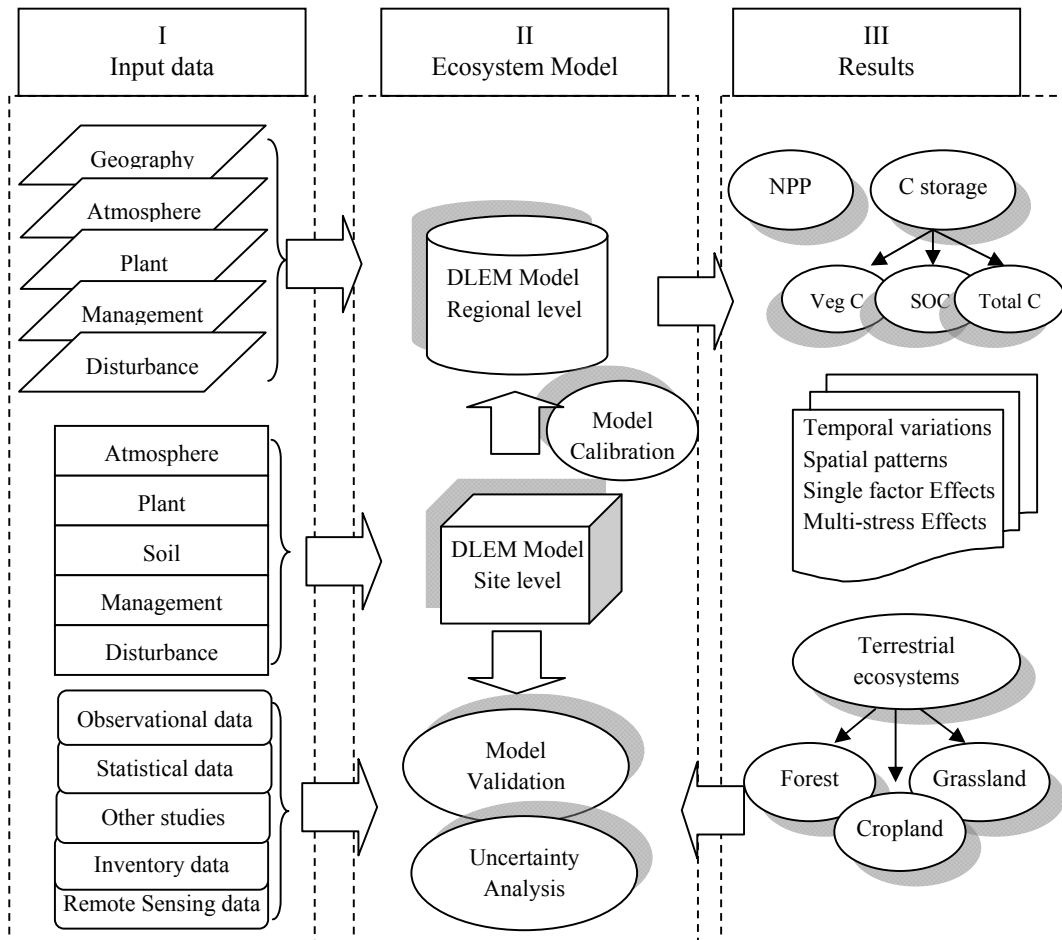 I
Input data
II
Ecosystem Model
III
Results
Geography
Atmosphere
Plant
Management
Disturbance
Atmosphere
Plant
Soil
Management
Disturbance
Observational data
Statistical data
Other studies
Inventory data
Remote Sensing data
DLEM Model
Regional level
Model
Calibration
DLEM Model
Site level
Model
Validation
Uncertainty
Analysis
NPP
C storage
Veg C
SOC
Total C
Temporal variations
Spatial patterns
Single factor Effects
Multi-stress Effects
Terrestrial
ecosystems
Forest
Grassland
Cropland